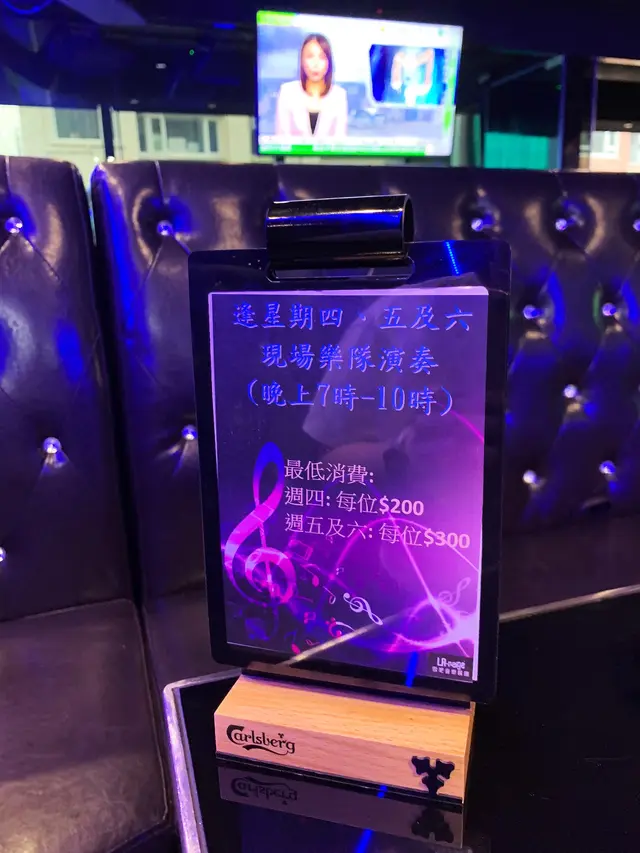 逢星期四、五及六
現場樂隊演奏
(晚上7時-10時)
最低消費:
週四: 每位$200
週五及六: 每位$300
Carlsberg